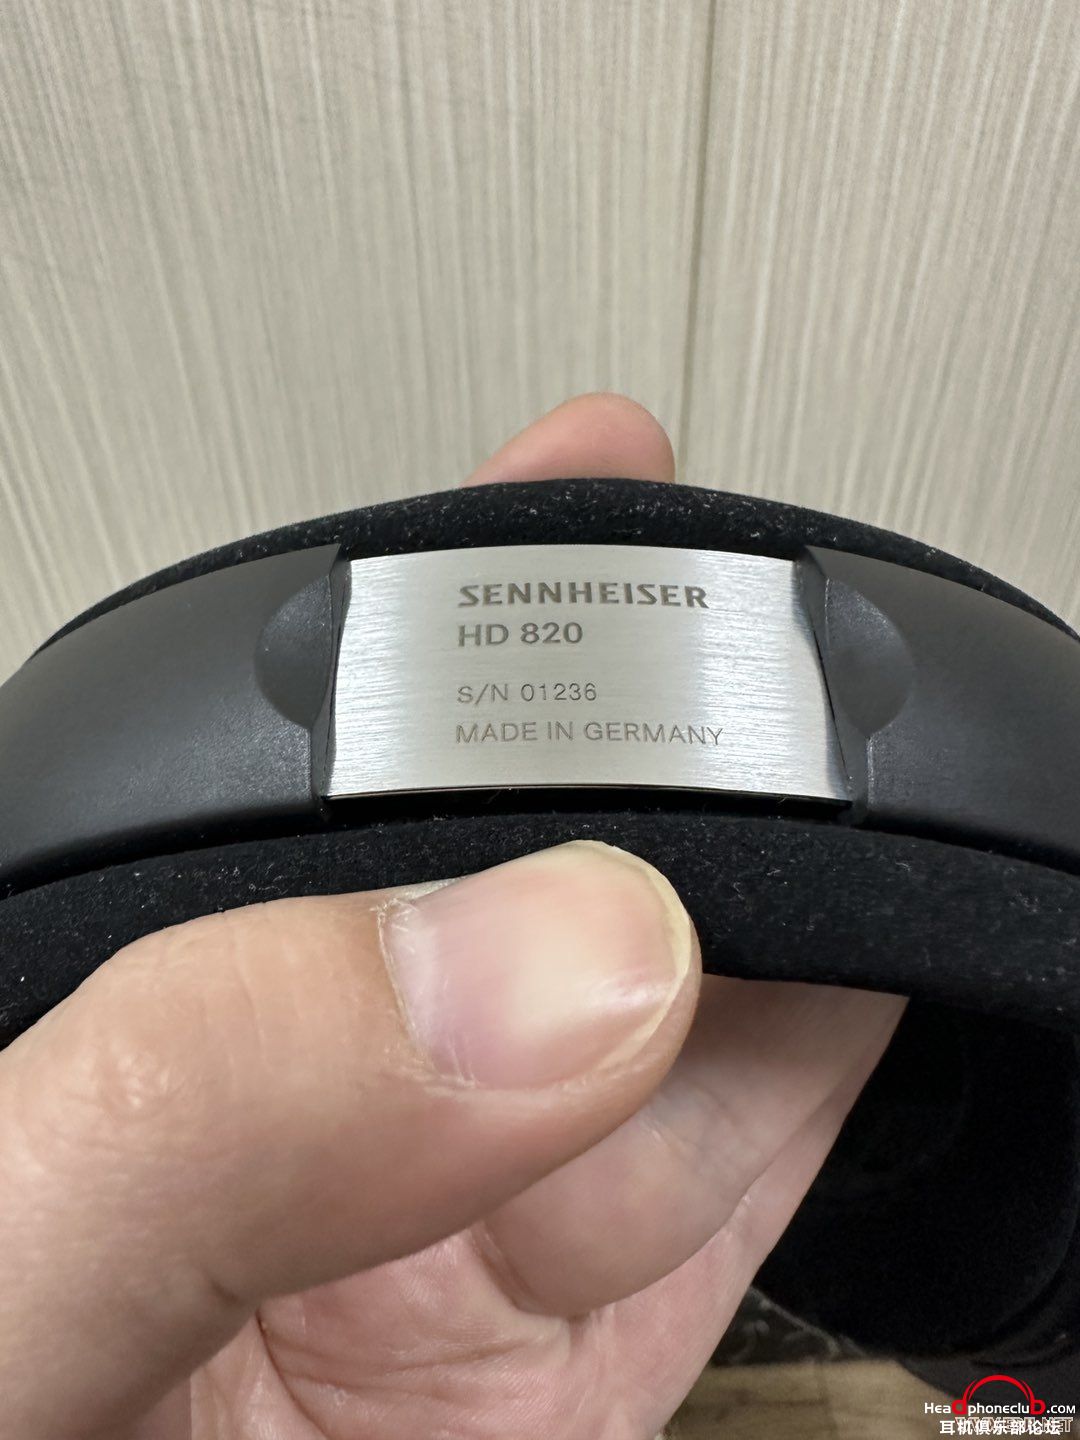 SENNHEISER
HD 820
S/N 01236
MADE IN GERMANY
Headphoneclub.com
耳机俱乐部论坛